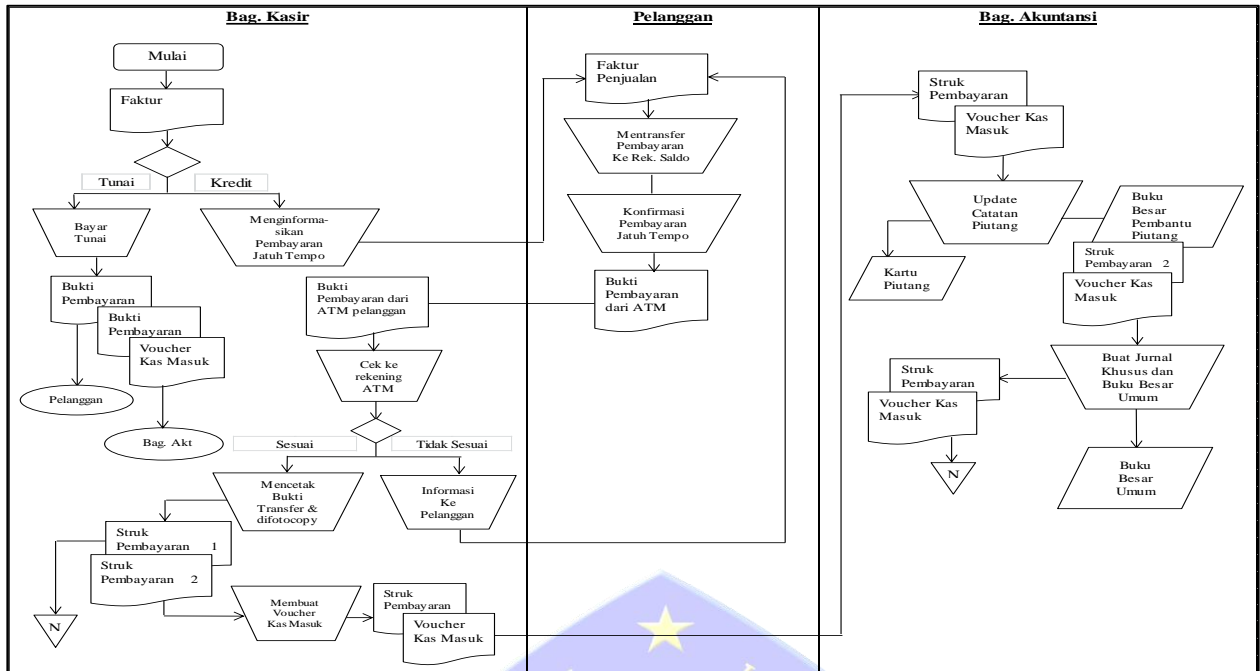 Bag. Kasir
Mulai
Faktur
Tunai
Kredit
Bayar
Tunai
Menginforma-
sikan
Pembayaran
Jatuh Tempo
Bukti
Pembayaran
Bukti
Pembayaran
Voucher
Kas Masuk
Pelanggan
Bag. Akt
Bukti
Pembayaran dari
ATM pelanggan
Cek ke
rekening
ATM
Sesuai
Tidak Sesuai
Mencetak
Bukti
Transfer &
difotocopy
Informasi
Ke
Pelanggan
Struk
Pembayaran 1
Struk
Pembayaran 2
N
Membuat
Voucher
Kas Masuk
Struk
Pembayaran
Voucher
Kas Masuk
Pelanggan
Faktur
Penjualan
Mentransfer
Pembayaran
Ke Rek. Saldo
Konfirmasi
Pembayaran
Jatuh Tempo
Bukti
Pembayaran
dari ATM
Bag. Akuntansi
Struk
Pembayaran
Voucher Kas
Masuk
Update
Catatan
Piutang
Buku
Besar
Pembantu
Piutang
Kartu
Piutang
Struk
Pembayaran 2
Voucher Kas
Masuk
Buat Jurnal
Khusus dan
Buku Besar
Umum
Struk
Pembayaran
Voucher Kas
Masuk
N
Buku
Besar
Umum